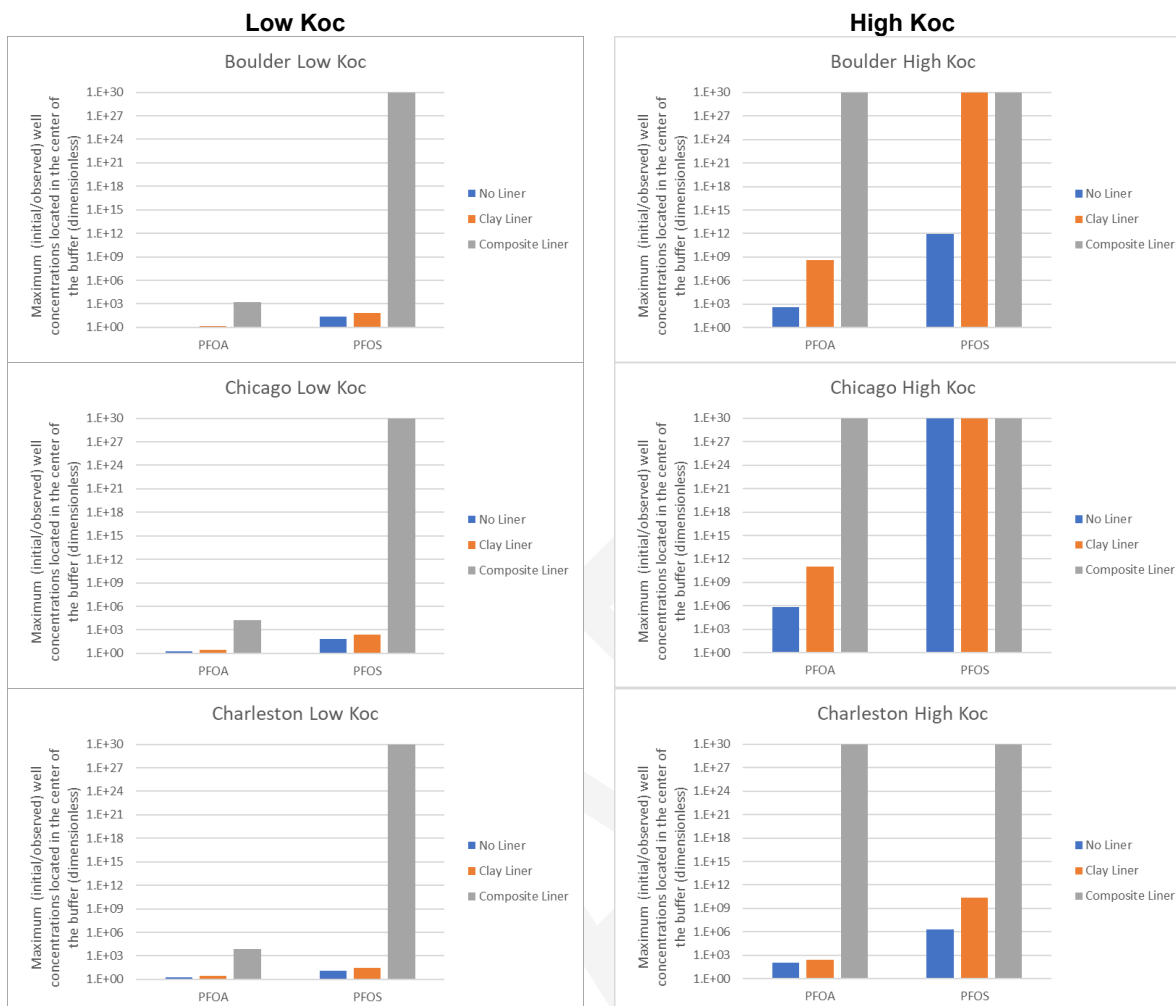 Low Koc
High Koc
Boulder Low Koc
Maximum (initial/observed) well
concentrations located in the center of
the buffer (dimensionless)
1.E+30
1.E+27
1.E+24
1.E+21
1.E+18
1.E+15
1.E+12
1.E+09
1.E+06
1.E+03
1.E+00
PFOA
PFOS
No Liner
Clay Liner
Composite Liner
Boulder High Koc
Maximum (initial/observed) well
concentrations located in the center of
the buffer (dimensionless)
1.E+30
1.E+27
1.E+24
1.E+21
1.E+18
1.E+15
1.E+12
1.E+09
1.E+06
1.E+03
1.E+00
PFOA
PFOS
No Liner
Clay Liner
Composite Liner
Chicago Low Koc
Maximum (initial/observed) well
concentrations located in the center of
the buffer (dimensionless)
1.E+30
1.E+27
1.E+24
1.E+21
1.E+18
1.E+15
1.E+12
1.E+09
1.E+06
1.E+03
1.E+00
PFOA
PFOS
No Liner
Clay Liner
Composite Liner
Chicago High Koc
Maximum (initial/observed) well
concentrations located in the center of
the buffer (dimensionless)
1.E+30
1.E+27
1.E+24
1.E+21
1.E+18
1.E+15
1.E+12
1.E+09
1.E+06
1.E+03
1.E+00
PFOA
PFOS
No Liner
Clay Liner
Composite Liner
Charleston Low Koc
Maximum (initial/observed) well
concentrations located in the center of
the buffer (dimensionless)
1.E+30
1.E+27
1.E+24
1.E+21
1.E+18
1.E+15
1.E+12
1.E+09
1.E+06
1.E+03
1.E+00
PFOA
PFOS
No Liner
Clay Liner
Composite Liner
Charleston High Koc
Maximum (initial/observed) well
concentrations located in the center of
the buffer (dimensionless)
1.E+30
1.E+27
1.E+24
1.E+21
1.E+18
1.E+15
1.E+12
1.E+09
1.E+06
1.E+03
1.E+00
PFOA
PFOS
No Liner
Clay Liner
Composite Liner